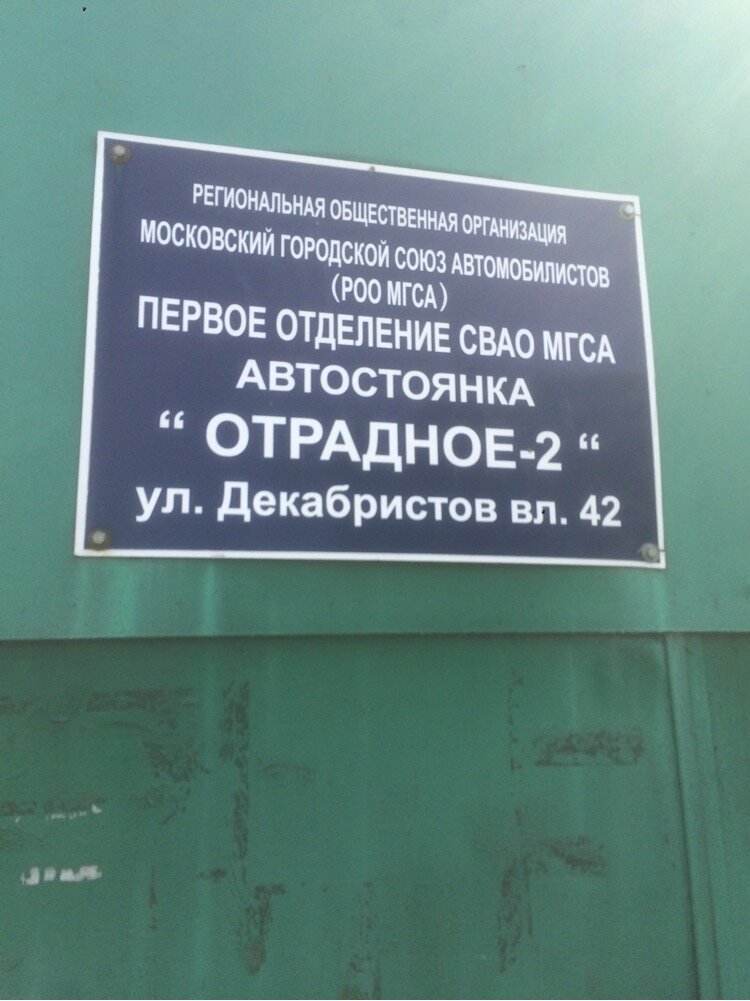 РЕГИОНАЛЬНАЯ ОБЩЕСТВЕННАЯ ОРГАНИЗАЦИЯ
МОСКОВСКИЙ ГОРОДСКОЙ СОЮЗ АВТОМОБИЛИСТОВ
(РОО МГСА)
ПЕРВОЕ ОТДЕЛЕНИЕ СВАО МГСА
АВТОСТОЯНКА
“ ОТРАДНОЕ-2 “
ул. Декабристов вл. 42